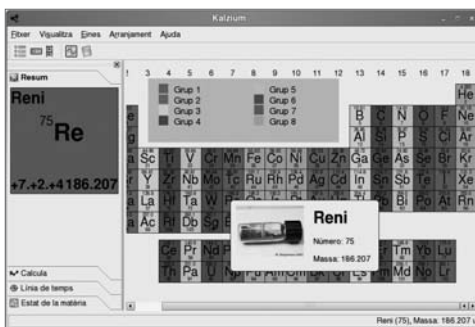 Kalzium
Fitxer Visualitza Eines Arranjament Ajuda
Resum
Reni
75Re
+7.+2.+4 186.207
Calcula
Línia de temps
Estat de la matèria
3 4 5 6 7 8 9 10 11 12 13 14 15 16 17 18
Grup 1 Grup 5
Grup 2 Grup 6
Grup 3 Grup 7
Grup 4 Grup 8
He
B C N O F Ne
Al Si P S Cl Ar
Sc Ti V Cr Mn Fe Co Ni Cu Zn Ga Ge As Se Br Kr
Y Zr Nb Mo Tc Ru Rh Pd Ag Cd In Sn Sb Te I Xe
La Hf Ta W Pb Bi Po At Rn
Ac Rf Db Sg
Ce Pr Nd Tm Yb Lu
Th Pa U Md No Lr
Reni
Número: 75
Massa: 186.207
Reni (75), Massa: 186.207 u